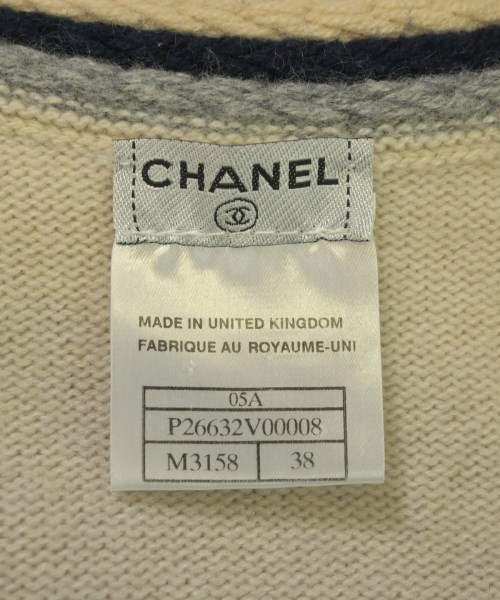 CHANEL
MADE IN UNITED KINGDOM
FABRIQUE AU ROYAUME-UNI
05A
P26632V00008
M3158 38